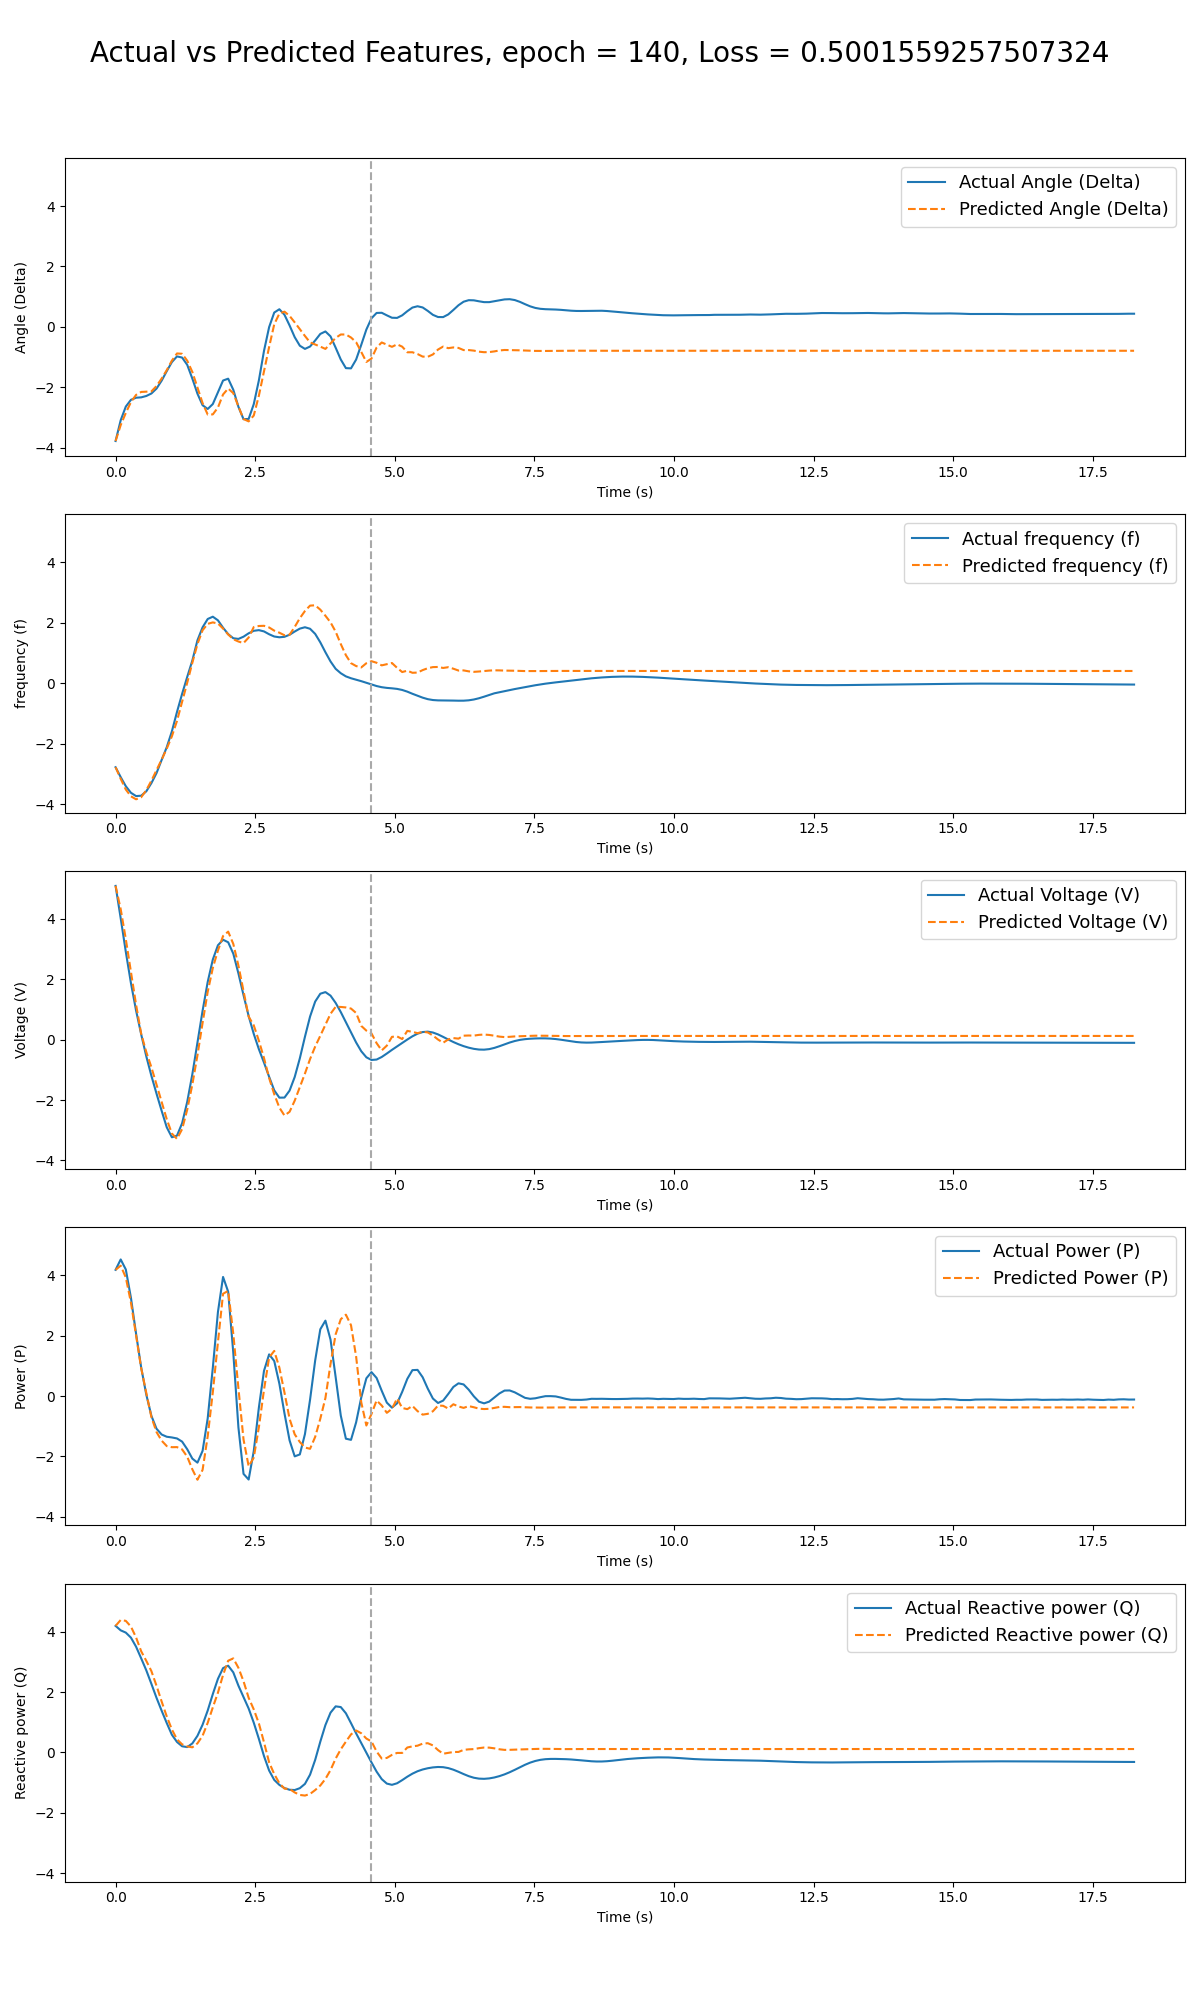 Actual vs Predicted Features, epoch = 140, Loss = 0.5001559257507324
Actual Angle (Delta)
Predicted Angle (Delta)
Angle (Delta)
4
2
0
−2
−4
0.0 2.5 5.0 7.5 10.0 12.5 15.0 17.5
Time (s)
Actual frequency (f)
Predicted frequency (f)
frequency (f)
4
2
0
−2
−4
0.0 2.5 5.0 7.5 10.0 12.5 15.0 17.5
Time (s)
Actual Voltage (V)
Predicted Voltage (V)
Voltage (V)
4
2
0
−2
−4
0.0 2.5 5.0 7.5 10.0 12.5 15.0 17.5
Time (s)
Actual Power (P)
Predicted Power (P)
Power (P)
4
2
0
−2
−4
0.0 2.5 5.0 7.5 10.0 12.5 15.0 17.5
Time (s)
Actual Reactive power (Q)
Predicted Reactive power (Q)
Reactive power (Q)
4
2
0
−2
−4
0.0 2.5 5.0 7.5 10.0 12.5 15.0 17.5
Time (s)